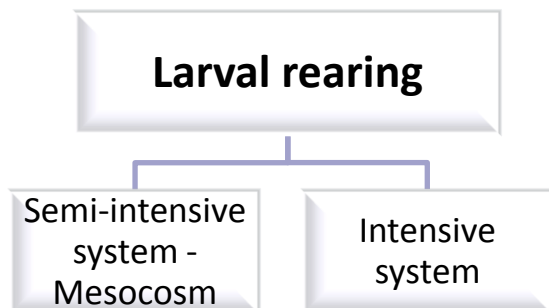 Larval rearing
Semi-intensive
system -
Mesocosm
Intensive
system